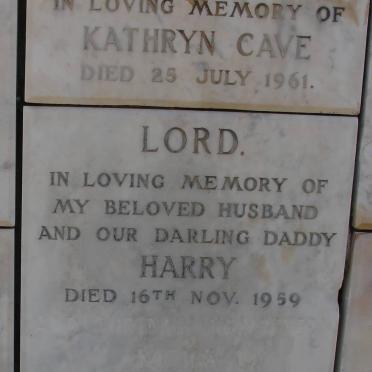 IN LOVING MEMORY OF
KATHRYN CAVE
DIED 25 JULY 1961.
LORD.
IN LOVING MEMORY OF
MY BELOVED HUSBAND
AND OUR DARLING DADDY
HARRY
DIED 16TH NOV. 1959